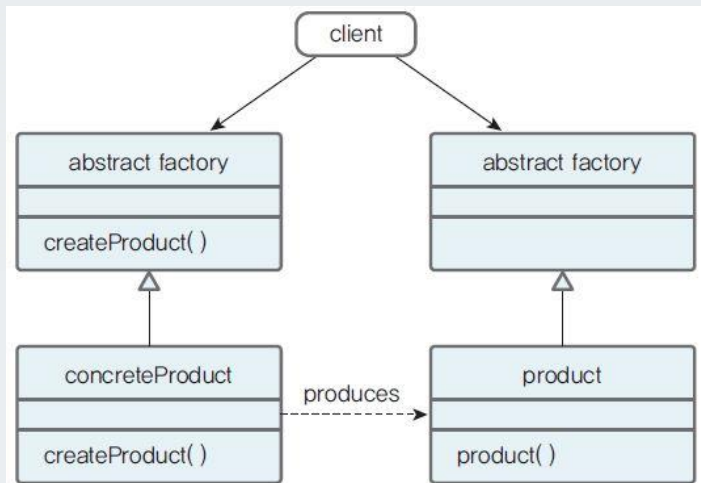 client
abstract factory
abstract factory
createProduct( )
concreteProduct
produces
product
createProduct( )
product( )